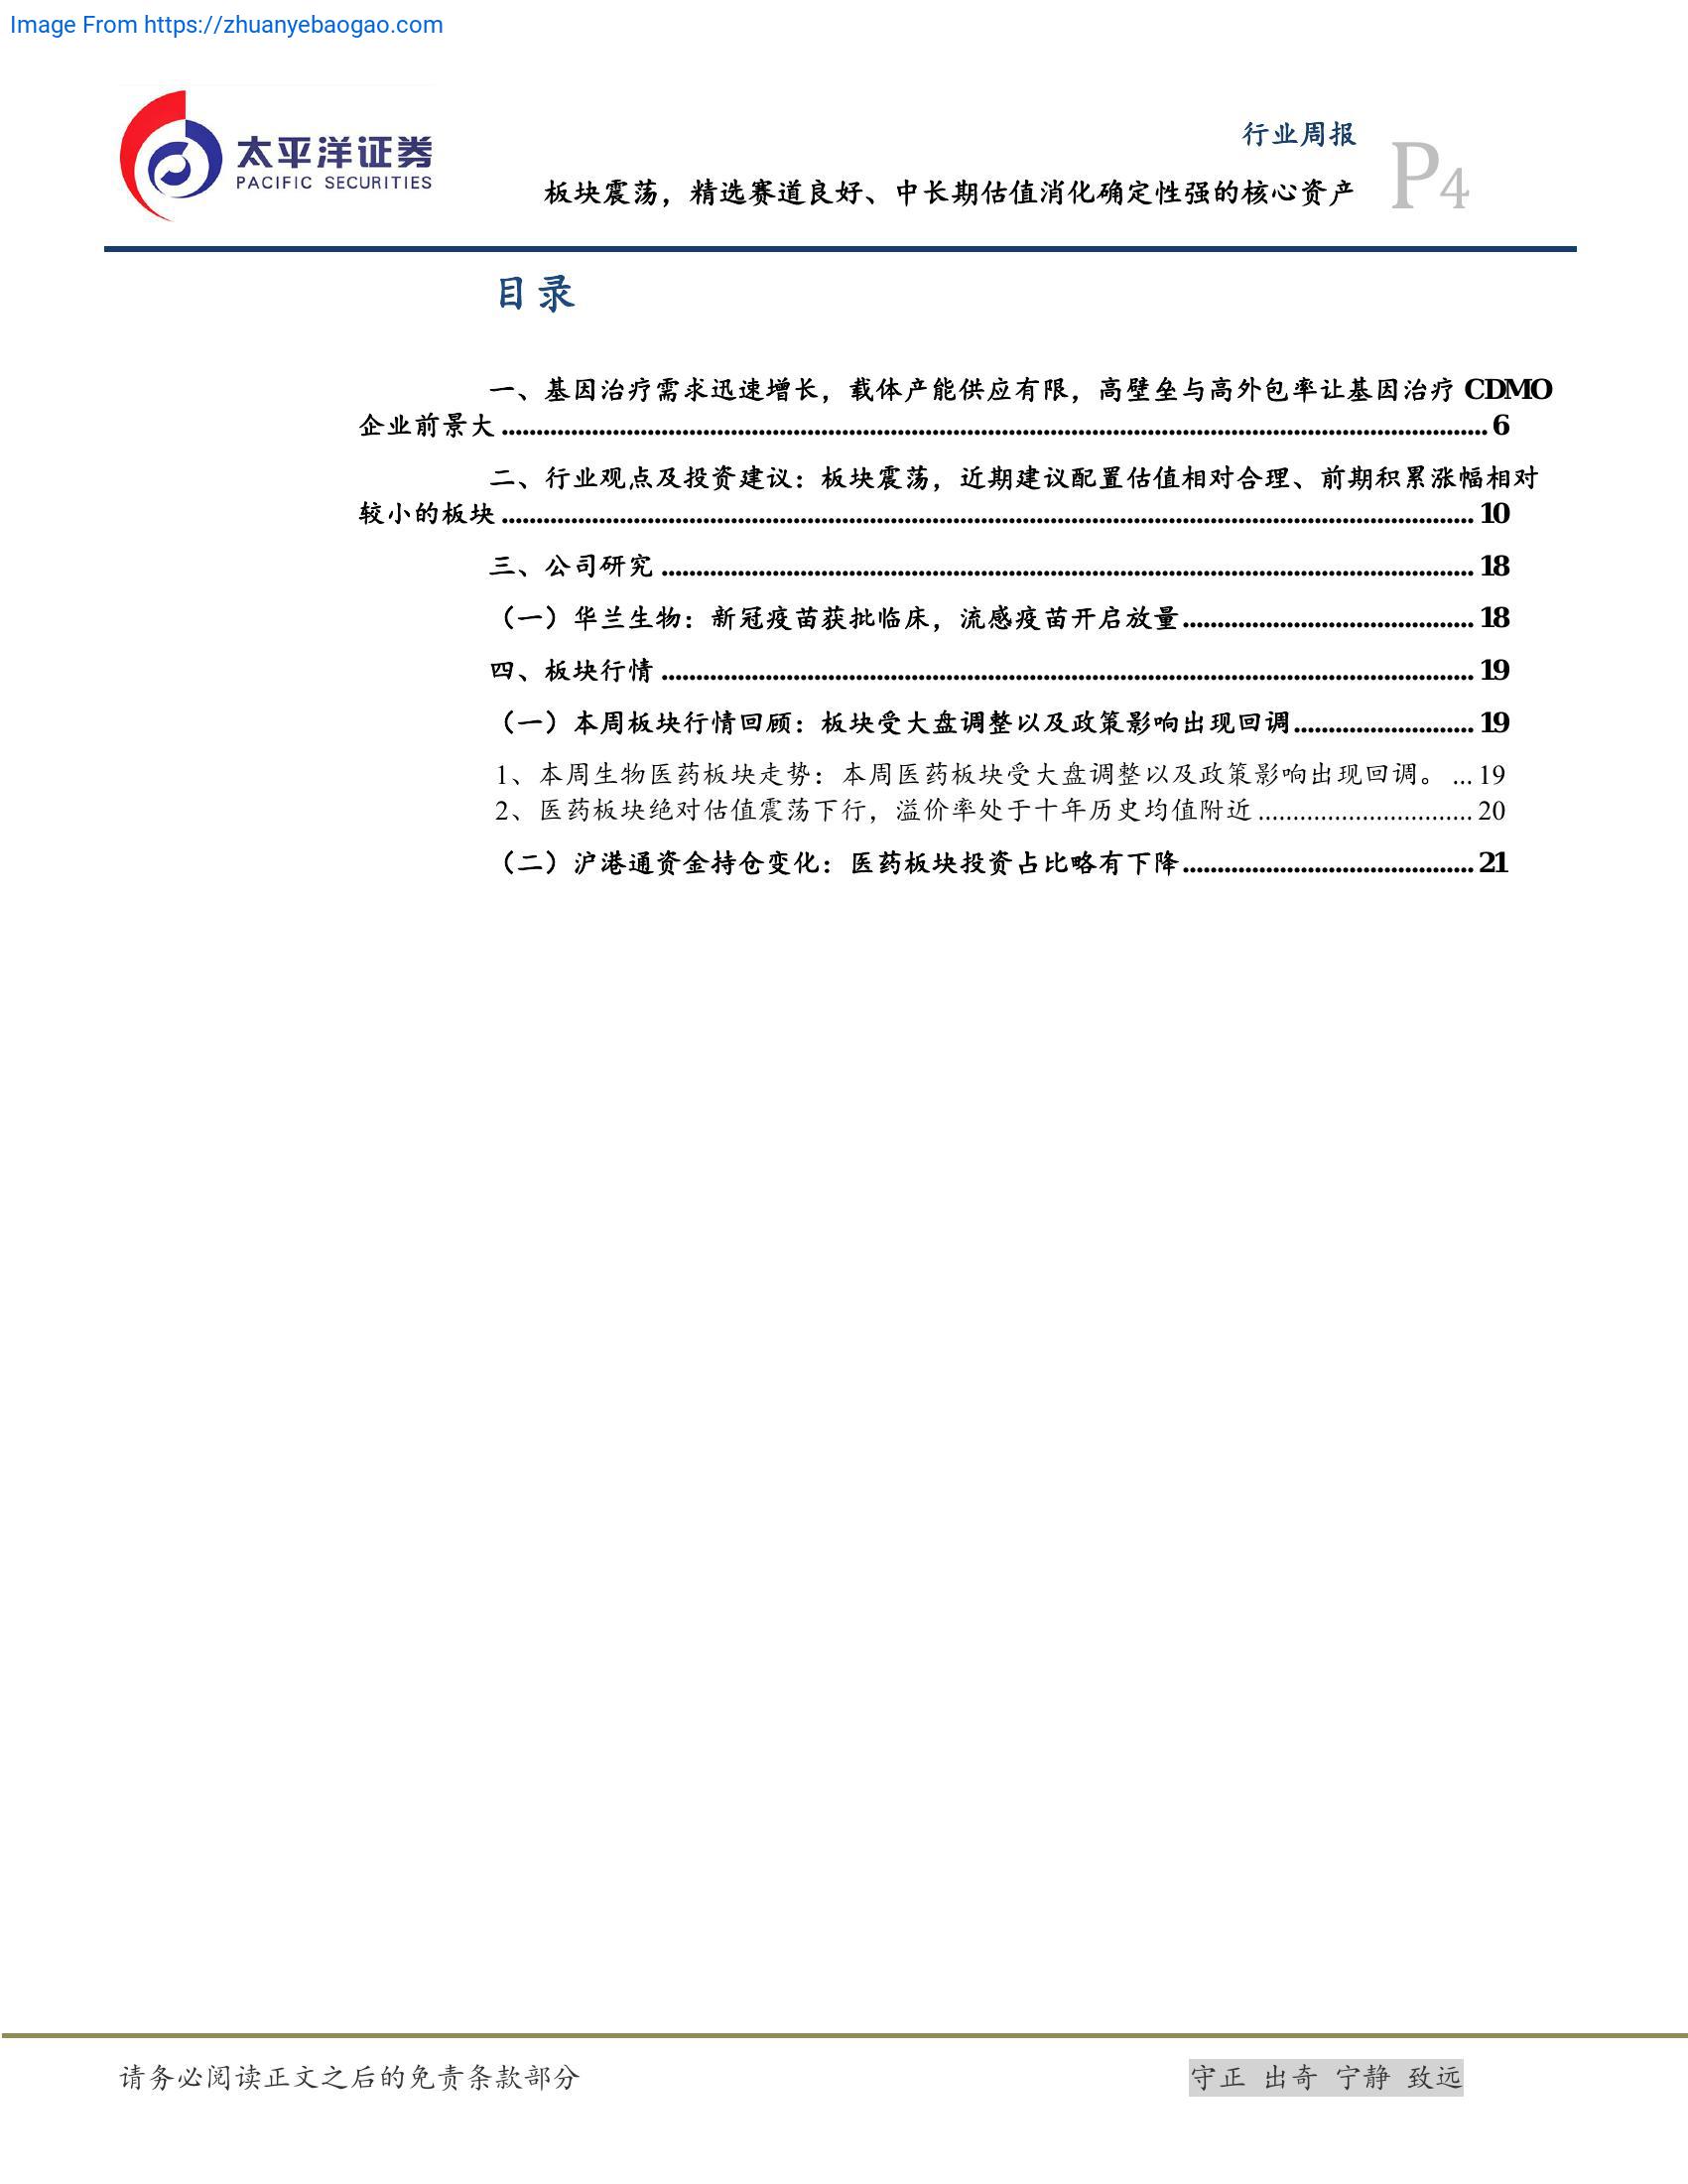 Image From https://zhuanyebaogao.com
太平洋证券
PACIFIC SECURITIES
行业周报
板块震荡，精选赛道良好、中长期估值消化确定性强的核心资产
P4
目录
一、基因治疗需求迅速增长，载体产能供应有限，高壁垒与高外包率让基因治疗 CDMO
企业前景大 ........................................ 6
二、行业观点及投资建议：板块震荡，近期建议配置估值相对合理、前期积累涨幅相对
较小的板块 ........................................ 10
三、公司研究 ........................................ 18
（一）华兰生物：新冠疫苗获批临床，流感疫苗开启放量........................................ 18
四、板块行情 ........................................ 19
（一）本周板块行情回顾：板块受大盘调整以及政策影响出现回调.......................... 19
1、本周生物医药板块走势：本周医药板块受大盘调整以及政策影响出现回调。 ... 19
2、医药板块绝对估值震荡下行，溢价率处于十年历史均值附近 ............................... 20
（二）沪港通资金持仓变化：医药板块投资占比略有下降.......................................... 21
请务必阅读正文之后的免责条款部分
守正 出奇 宁静 致远